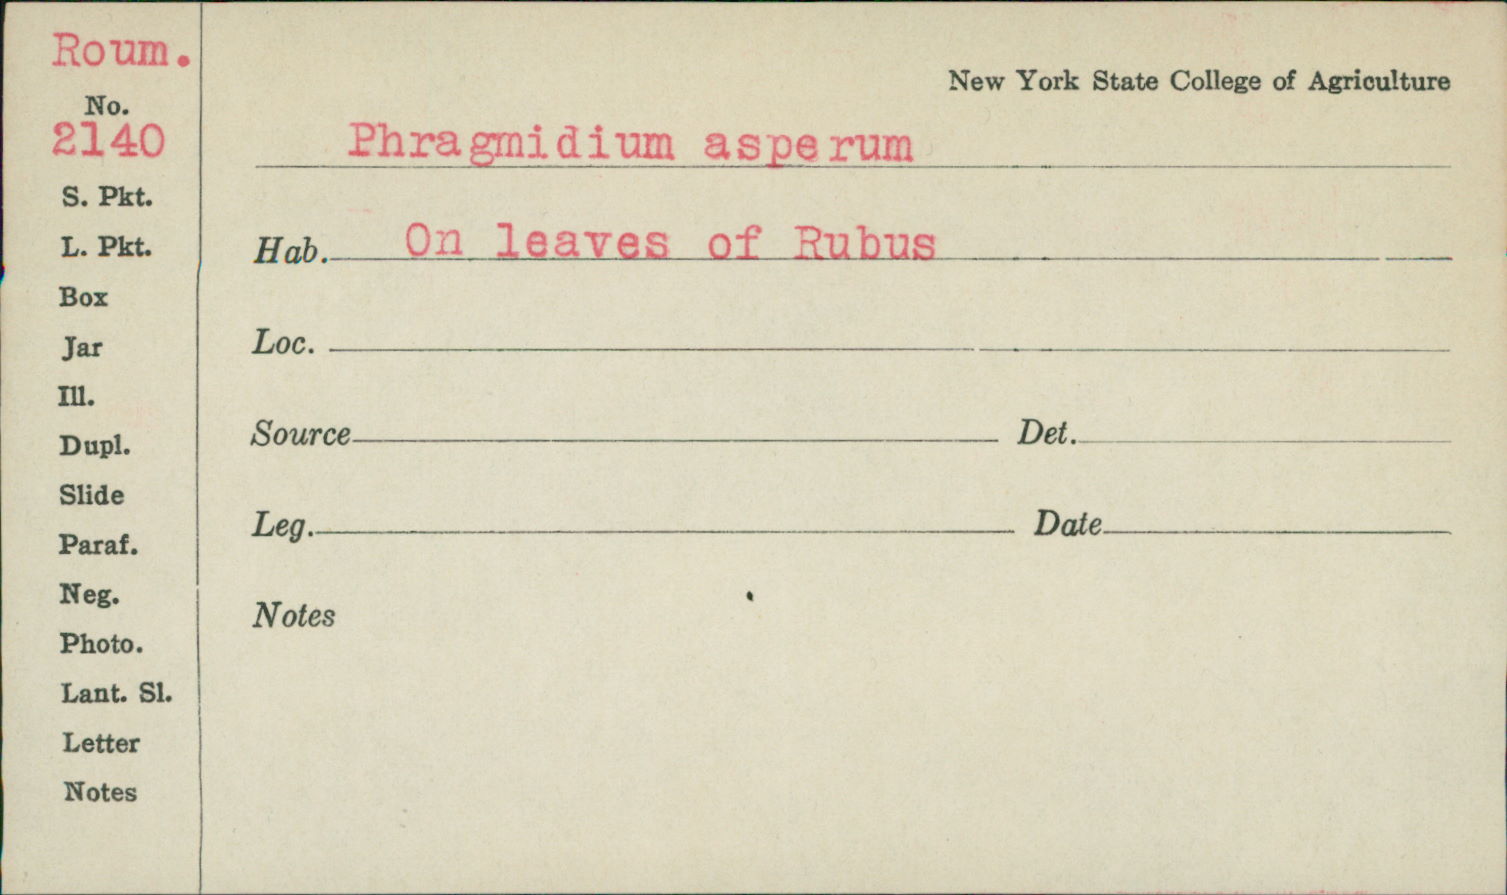 Roum.
No.
2140
S. Pkt.
L. Pkt.
Box
Jar
Ill.
Dupl.
Slide
Paraf.
Neg.
Photo.
Lant. Sl.
Letter
Notes
New York State College of Agriculture
Phragmidium asperum
Hab. On leaves of Rubus
Loc.
Source Det.
Leg. Date
Notes